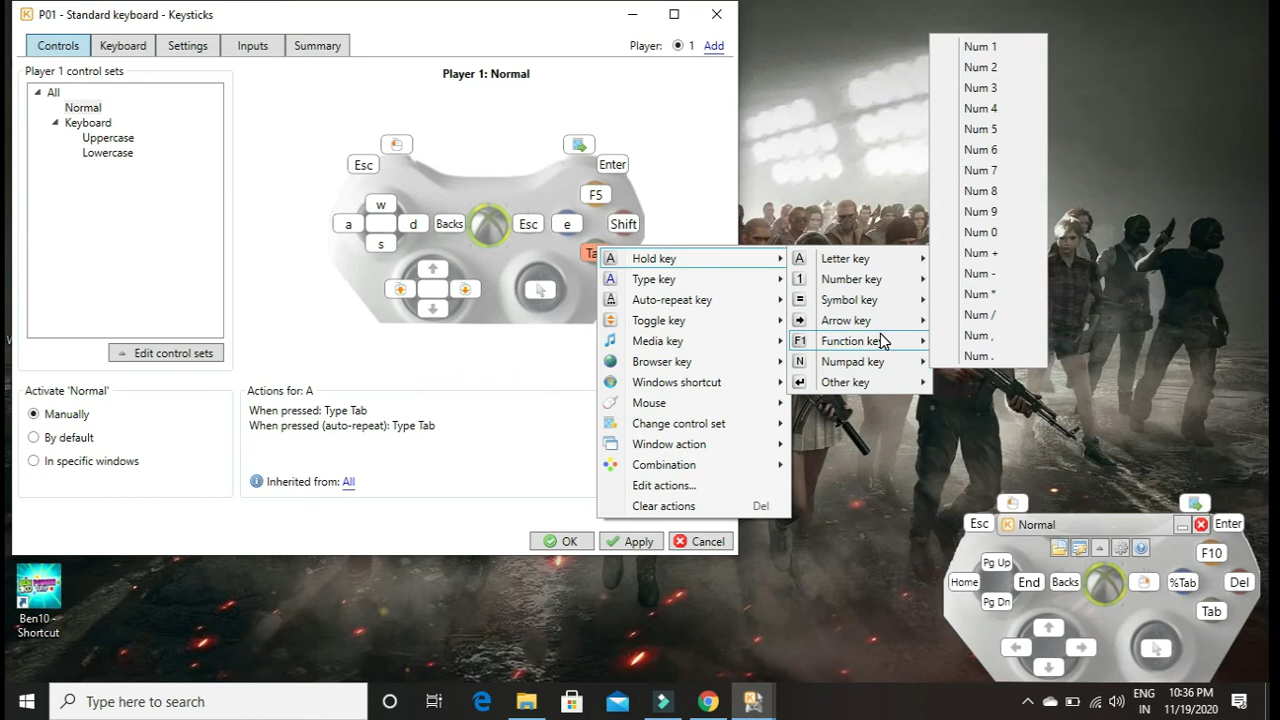 P01 - Standard keyboard - Keysticks
Controls
Keyboard
Settings
Inputs
Summary
Player:
1
Add
Player 1 control sets
All
Normal
Keyboard
Uppercase
Lowercase
Edit control sets
Player 1: Normal
Esc
Enter
F5
w
a
d
s
Backs
Esc
e
Shift
Activate 'Normal'
Manually
By default
In specific windows
Actions for: A
When pressed: Type Tab
When pressed (auto-repeat): Type Tab
Inherited from: All
OK
Apply
Cancel
A Hold key
A Type key
A Auto-repeat key
Toggle key
Media key
Browser key
Windows shortcut
Mouse
Change control set
Window action
Combination
Edit actions...
Clear actions Del
A Letter key
1 Number key
= Symbol key
Arrow key
F1 Function key
N Numpad key
Other key
Num 1
Num 2
Num 3
Num 4
Num 5
Num 6
Num 7
Num 8
Num 9
Num 0
Num +
Num -
Num *
Num /
Num ,
Num .
Esc
Normal
Enter
Pg Up
F10
Home
End
Backs
%Tab
Del
Pg Dn
Tab
Ben10 -
Shortcut
Type here to search
ENG
IN
10:36 PM
11/19/2020